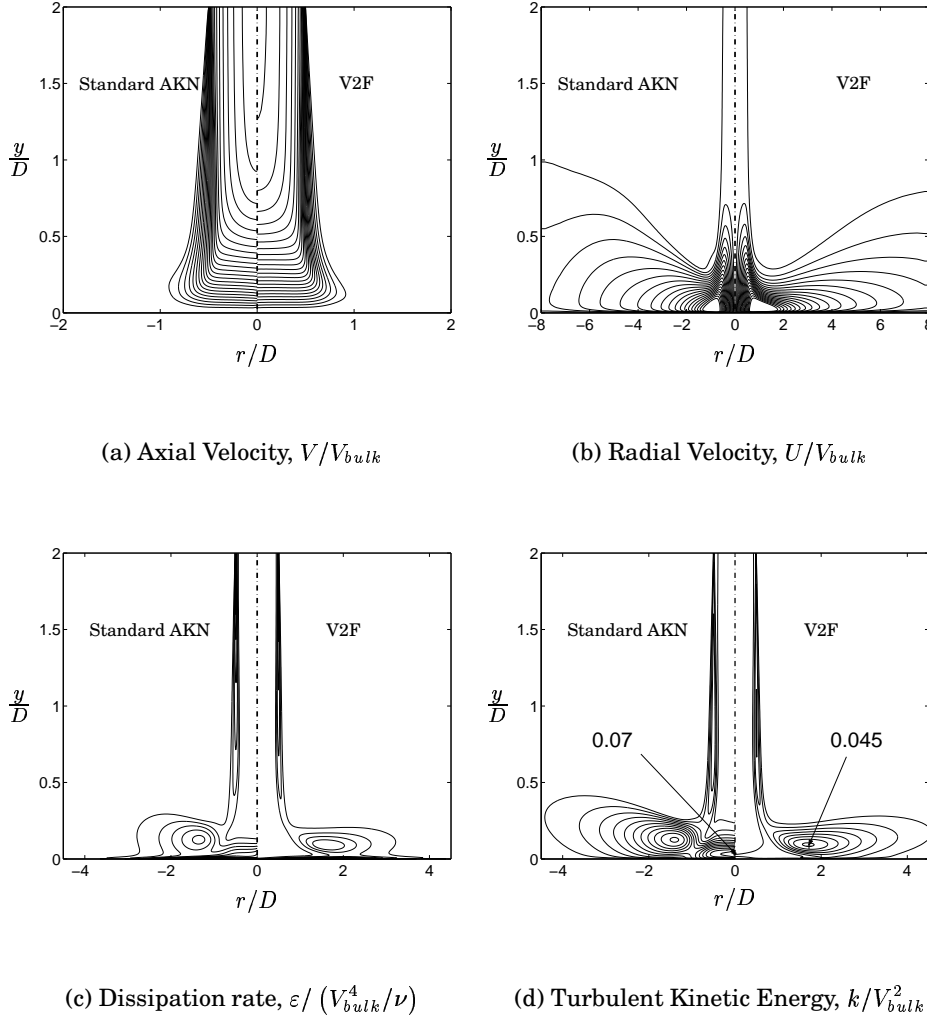 2
1.5
1
0.5
0
−2 −1 0 1 2
y/D
r/D
Standard AKN
V2F
(a) Axial Velocity, V/V_bulk
2
1.5
1
0.5
0
−8 −6 −4 −2 0 2 4 6 8
y/D
r/D
Standard AKN
V2F
(b) Radial Velocity, U/V_bulk
2
1.5
1
0.5
0
−4 −2 0 2 4
y/D
r/D
Standard AKN
V2F
(c) Dissipation rate, ε/ (V⁴_bulk/ν)
2
1.5
1
0.5
0
−4 −2 0 2 4
y/D
r/D
Standard AKN
V2F
0.07
0.045
(d) Turbulent Kinetic Energy, k/V²_bulk